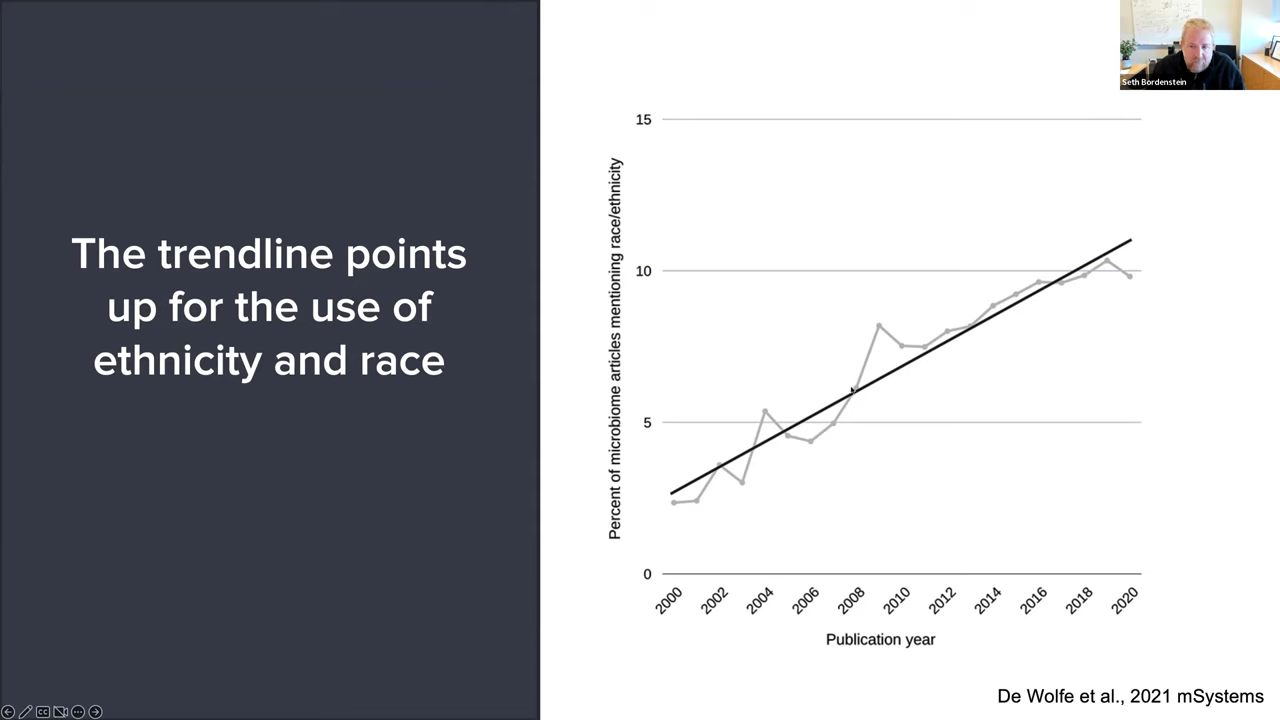 The trendline points
up for the use of
ethnicity and race
Seth Bordenstein
Percent of microbiome articles mentioning race/ethnicity
15
10
5
0
2000
2002
2004
2006
2008
2010
2012
2014
2016
2018
2020
Publication year
De Wolfe et al., 2021 mSystems
CC